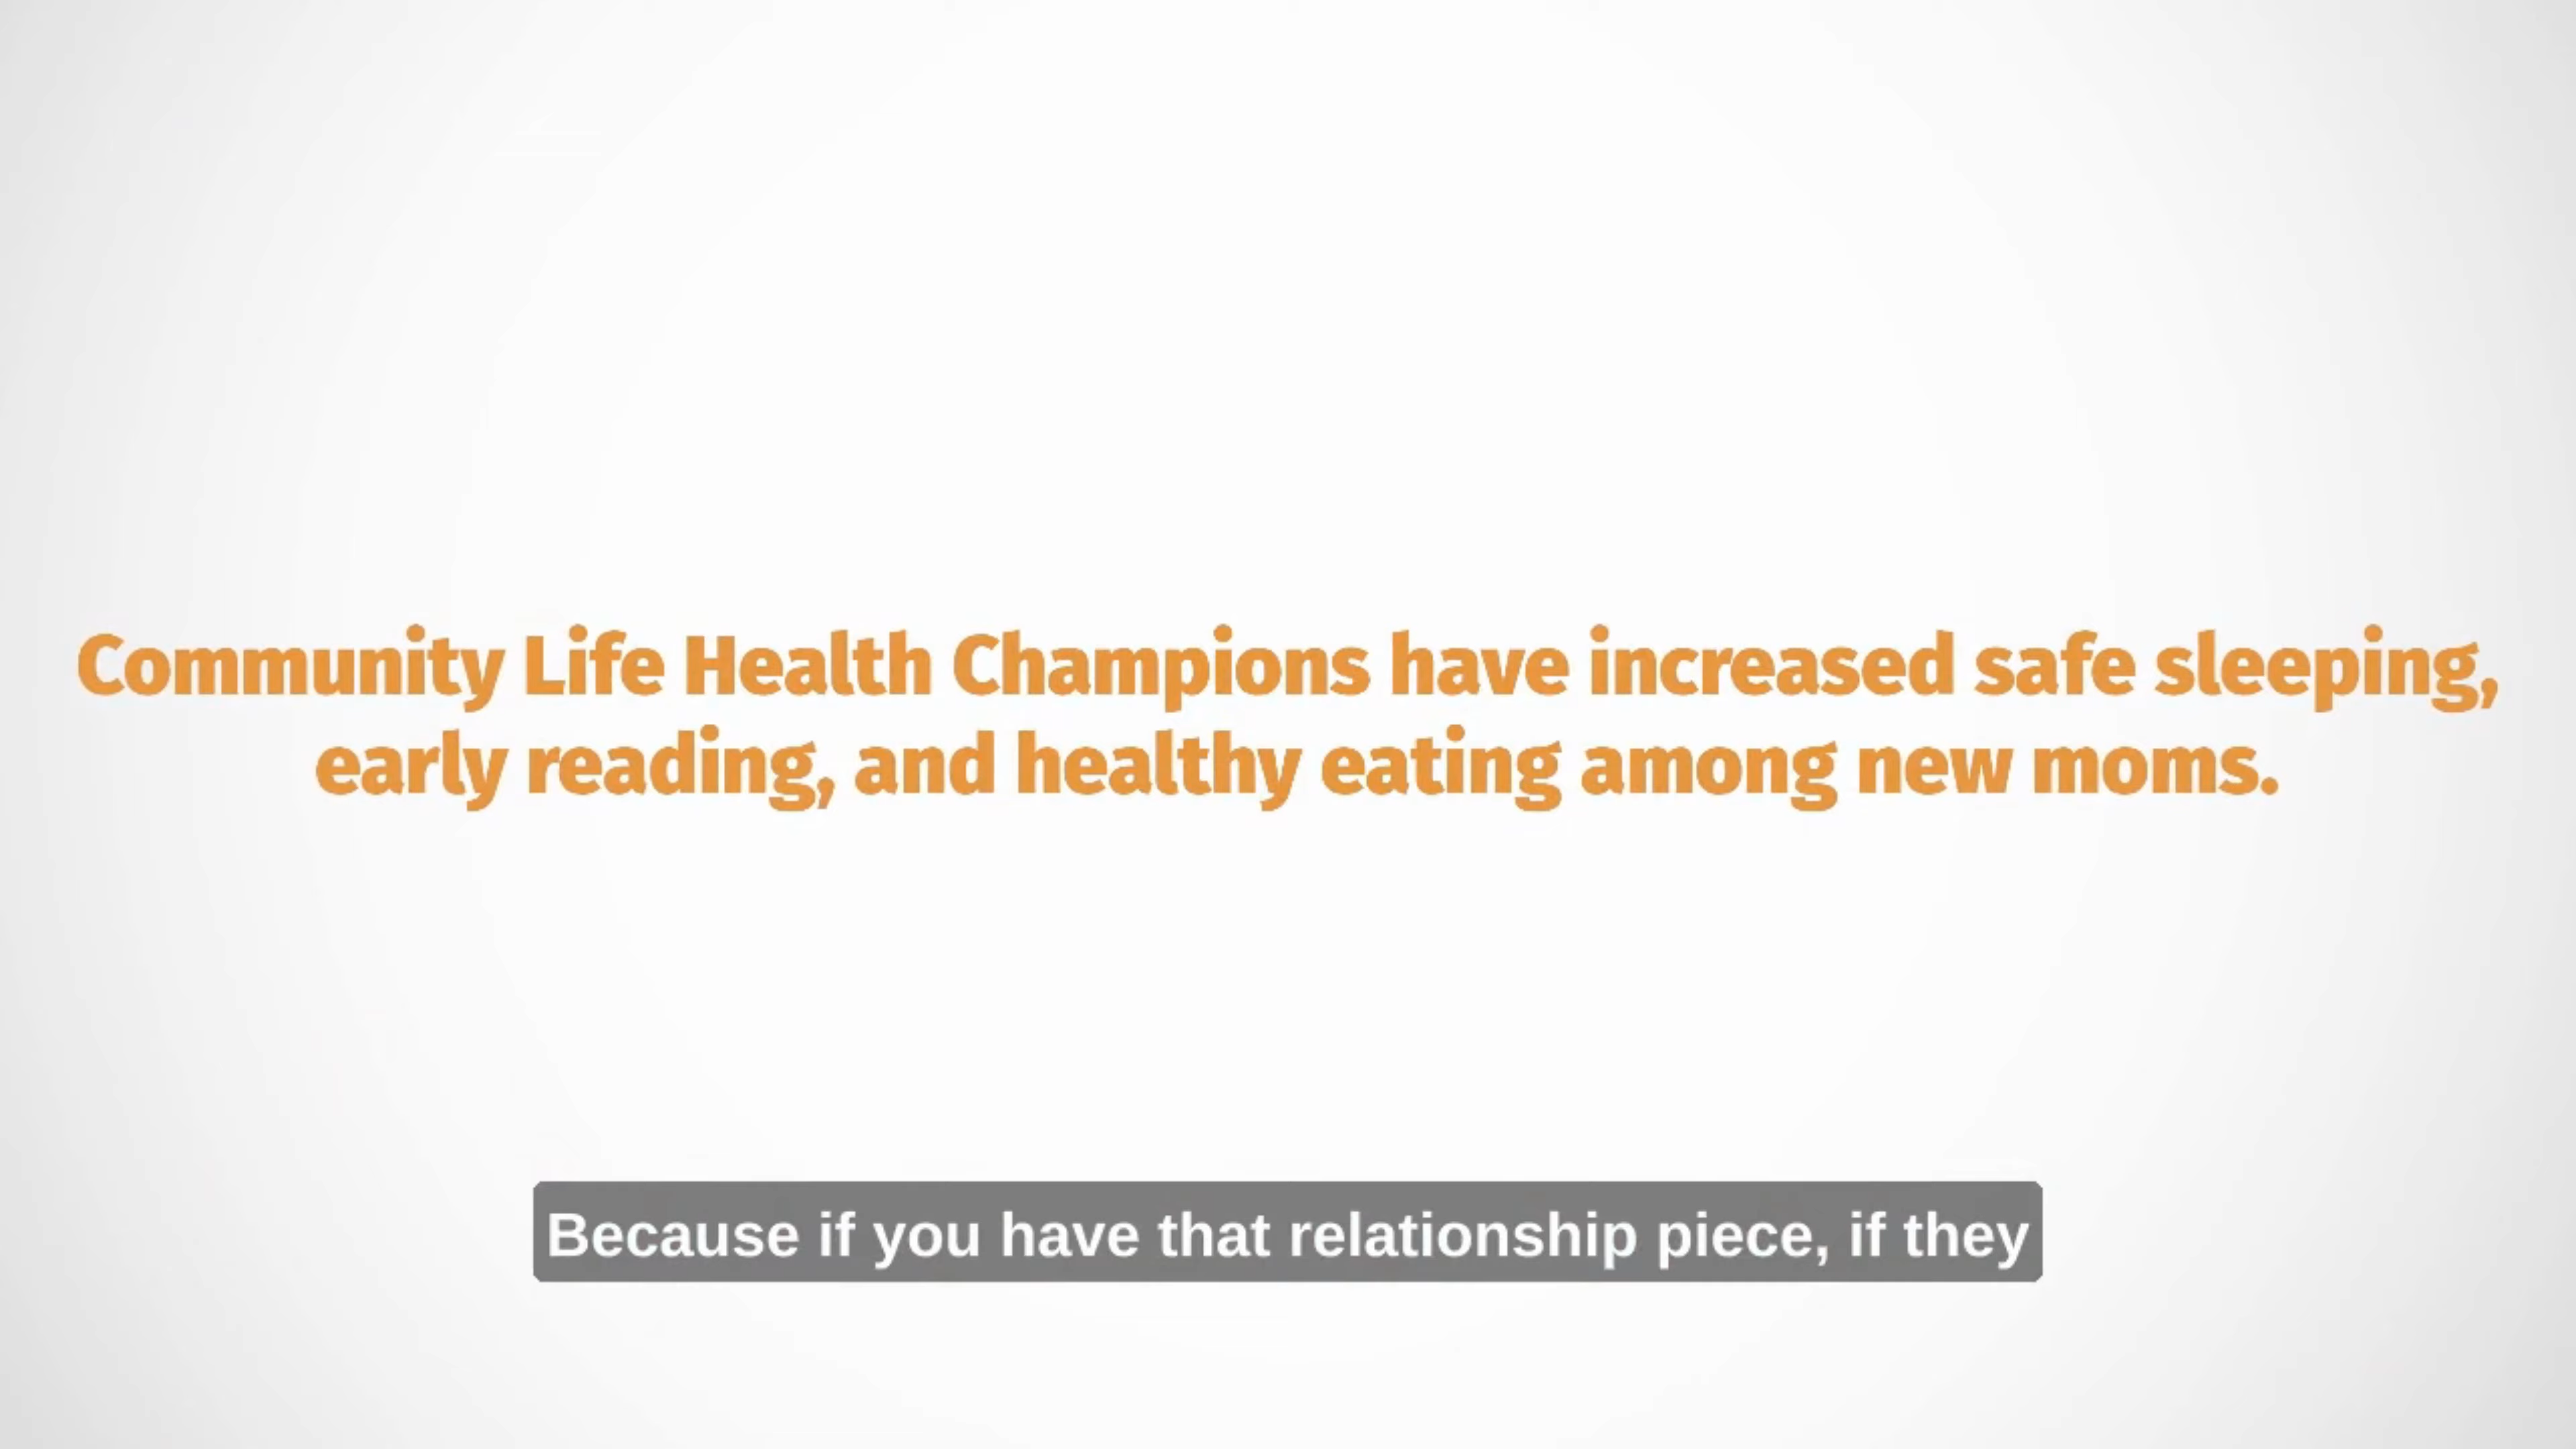 Community Life Health Champions have increased safe sleeping,
early reading, and healthy eating among new moms.
Because if you have that relationship piece, if they